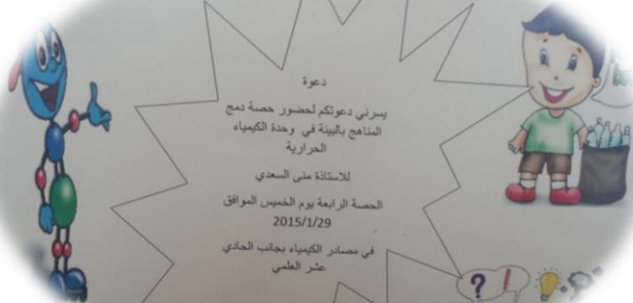 دعوة
يسرني دعوتكم لحضور حصة دمج
المناهج بالبيئة في وحدة الكيمياء
الحرارية
للاستاذة منى السعدي
الحصة الرابعة يوم الخميس الموافق
2015/1/29
في مصادر الكيمياء بجانب الحادي
عشر العلمي
? !